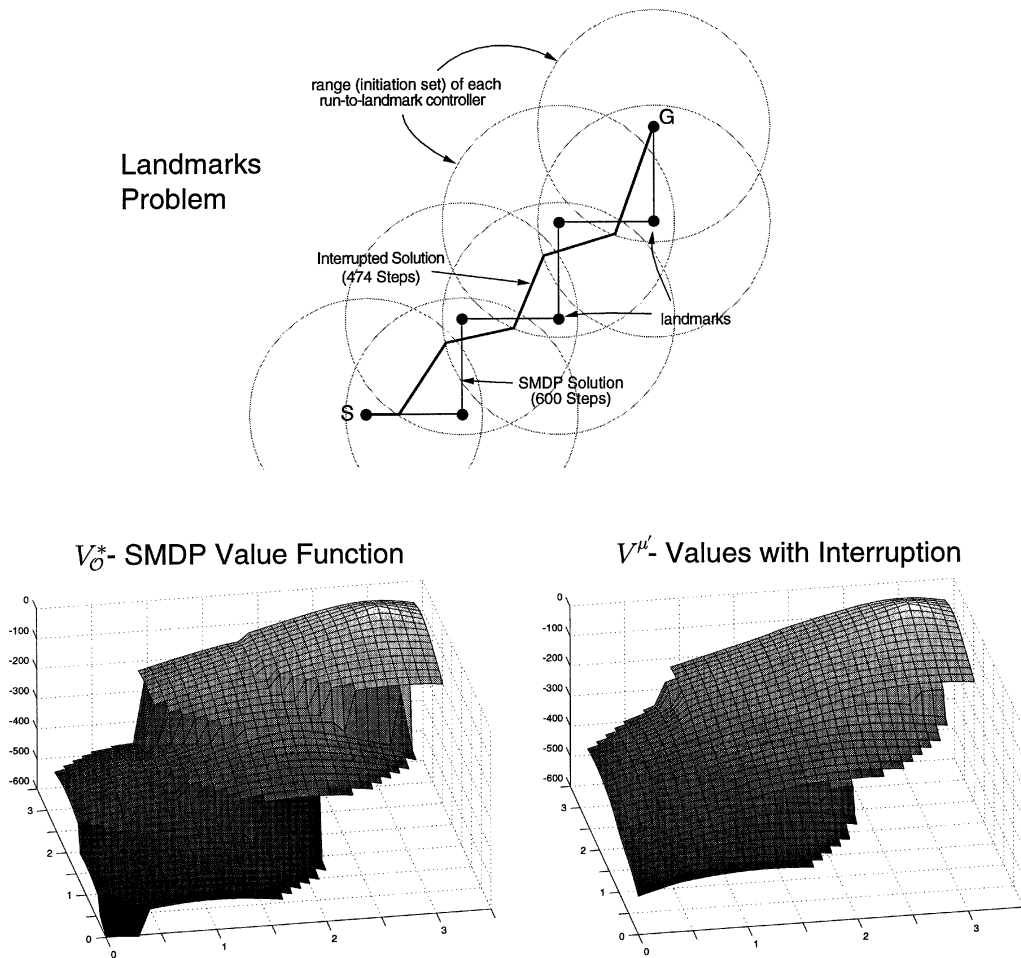 range (initiation set) of each
run-to-landmark controller
G
Landmarks
Problem
Interrupted Solution
(474 Steps)
landmarks
SMDP Solution
(600 Steps)
S
V*O - SMDP Value Function
Vμ′ - Values with Interruption
0
-100
-200
-300
-400
-500
-600
3
2
1
0
0
1
2
3
0
-100
-200
-300
-400
-500
-600
3
2
1
0
0
1
2
3